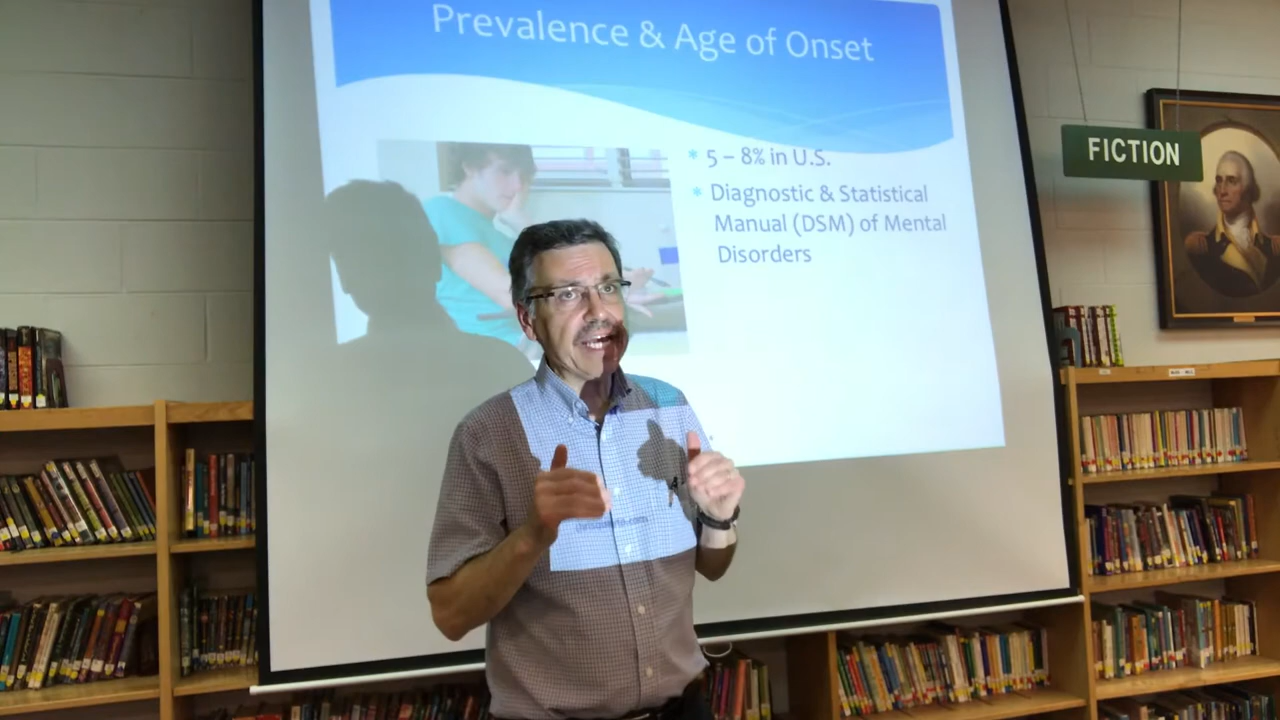 Prevalence & Age of Onset
5 – 8% in U.S.
Diagnostic & Statistical
Manual (DSM) of Mental
Disorders
FICTION